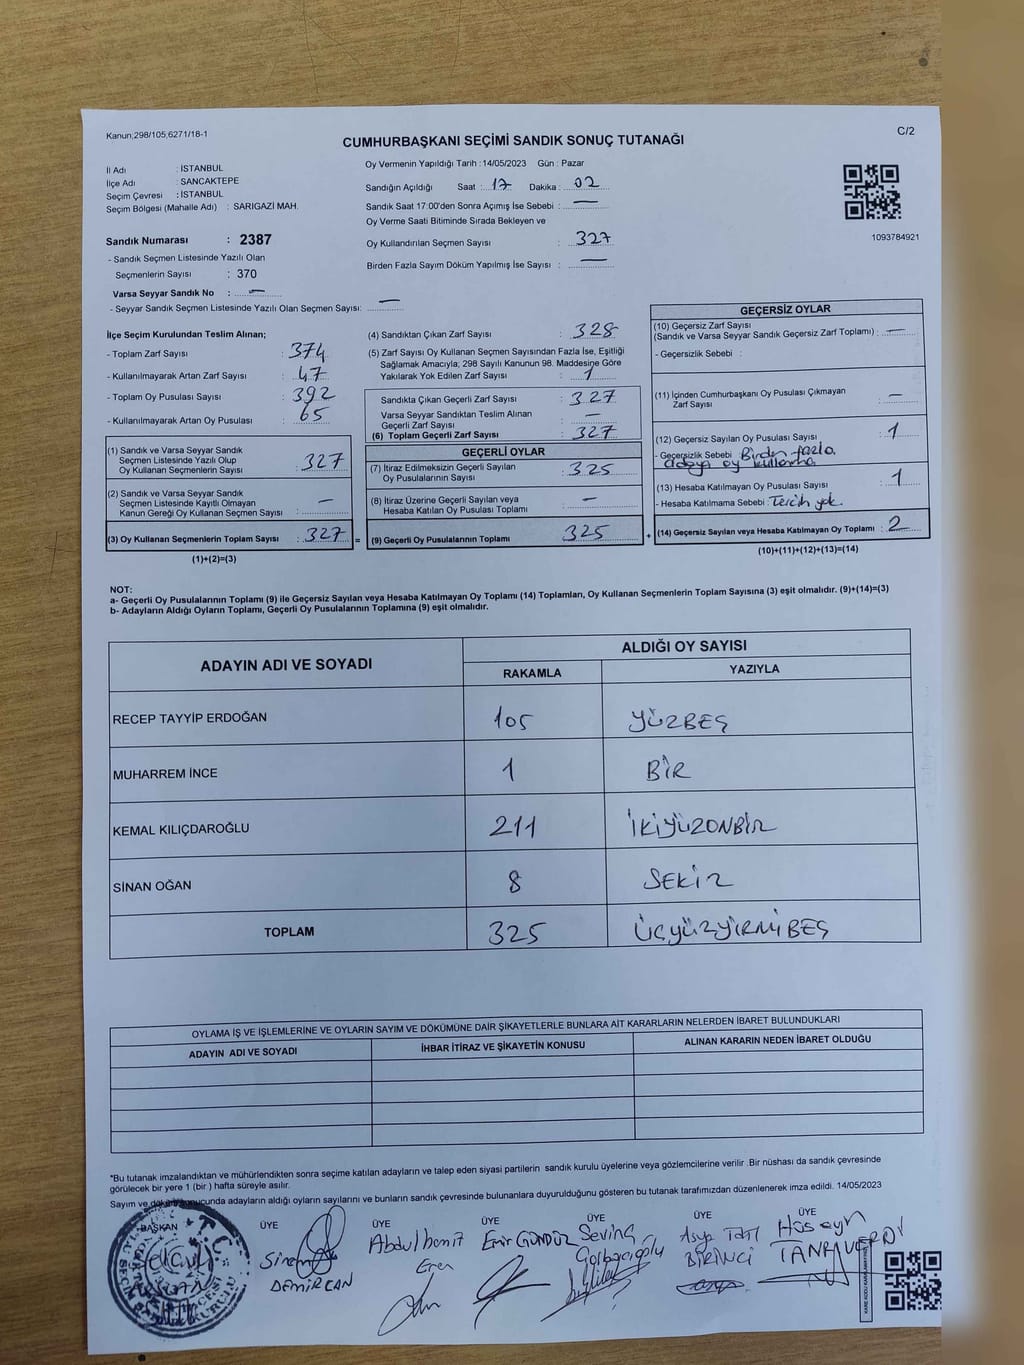 Kanun;298/105,6271/18-1
C/2
CUMHURBAŞKANI SEÇİMİ SANDIK SONUÇ TUTANAĞI
İl Adı : İSTANBUL
İlçe Adı : SANCAKTEPE
Seçim Çevresi : İSTANBUL
Seçim Bölgesi (Mahalle Adı) : SARIGAZİ MAH.
Sandık Numarası : 2387
- Sandık Seçmen Listesinde Yazılı Olan
Seçmenlerin Sayısı : 370
Varsa Seyyar Sandık No : —
- Seyyar Sandık Seçmen Listesinde Yazılı Olan Seçmen Sayısı: —
Oy Vermenin Yapıldığı Tarih : 14/05/2023 Gün : Pazar
Sandığın Açıldığı Saat : 17 Dakika : 02
Sandık Saat 17:00'den Sonra Açımış İse Sebebi : —
Oy Verme Saati Bitiminde Sırada Bekleyen ve
Oy Kullandırılan Seçmen Sayısı : 327
Birden Fazla Sayım Döküm Yapılmış İse Sayısı : —
1093784921
İlçe Seçim Kurulundan Teslim Alınan;
- Toplam Zarf Sayısı : 374
- Kullanılmayarak Artan Zarf Sayısı : 47
- Toplam Oy Pusulası Sayısı : 392
- Kullanılmayarak Artan Oy Pusulası : 65
(1) Sandık ve Varsa Seyyar Sandık
Seçmen Listesinde Yazılı Olup
Oy Kullanan Seçmenlerin Sayısı : 327
(2) Sandık ve Varsa Seyyar Sandık
Seçmen Listesinde Kayıtlı Olmayan
Kanun Gereği Oy Kullanan Seçmen Sayısı : —
(3) Oy Kullanan Seçmenlerin Toplam Sayısı : 327 =
(1)+(2)=(3)
(4) Sandıktan Çıkan Zarf Sayısı : 328
(5) Zarf Sayısı Oy Kullanan Seçmen Sayısından Fazla İse, Eşitliği
Sağlamak Amacıyla; 298 Sayılı Kanunun 98. Maddesine Göre
Yakılarak Yok Edilen Zarf Sayısı : 1
Sandıkta Çıkan Geçerli Zarf Sayısı : 327
Varsa Seyyar Sandıktan Teslim Alınan
Geçerli Zarf Sayısı : —
(6) Toplam Geçerli Zarf Sayısı : 327
GEÇERLİ OYLAR
(7) İtiraz Edilmeksizin Geçerli Sayılan
Oy Pusulalarının Sayısı : 325
(8) İtiraz Üzerine Geçerli Sayılan veya
Hesaba Katılan Oy Pusulası Toplamı : —
(9) Geçerli Oy Pusulalarının Toplamı : 325 +
GEÇERSİZ OYLAR
(10) Geçersiz Zarf Sayısı
(Sandık ve Varsa Seyyar Sandık Geçersiz Zarf Toplamı) : —
- Geçersizlik Sebebi :
(11) İçinden Cumhurbaşkanı Oy Pusulası Çıkmayan
Zarf Sayısı : —
(12) Geçersiz Sayılan Oy Pusulası Sayısı : 1
- Geçersizlik Sebebi : Birden fazla
adaya oy kullanma.
(13) Hesaba Katılmayan Oy Pusulası Sayısı : 1
- Hesaba Katılmama Sebebi : Tercih yok.
(14) Geçersiz Sayılan veya Hesaba Katılmayan Oy Toplamı : 2
(10)+(11)+(12)+(13)=(14)
NOT:
a- Geçerli Oy Pusulalarının Toplamı (9) ile Geçersiz Sayılan veya Hesaba Katılmayan Oy Toplamı (14) Toplamları, Oy Kullanan Seçmenlerin Toplam Sayısına (3) eşit olmalıdır. (9)+(14)=(3)
b- Adayların Aldığı Oyların Toplamı, Geçerli Oy Pusulalarının Toplamına (9) eşit olmalıdır.
ADAYIN ADI VE SOYADI
ALDIĞI OY SAYISI
RAKAMLA YAZIYLA
RECEP TAYYİP ERDOĞAN 105 YÜZBEŞ
MUHARREM İNCE 1 BİR
KEMAL KILIÇDAROĞLU 211 İKİYÜZONBİR
SİNAN OĞAN 8 SEKİZ
TOPLAM 325 ÜÇYÜZYİRMİBEŞ
OYLAMA İŞ VE İŞLEMLERİNE VE OYLARIN SAYIM VE DÖKÜMÜNE DAİR ŞİKAYETLERLE BUNLARA AİT KARARLARIN NELERDEN İBARET BULUNDUKLARI
ADAYIN ADI VE SOYADI İHBAR İTİRAZ VE ŞİKAYETİN KONUSU ALINAN KARARIN NEDEN İBARET OLDUĞU
*Bu tutanak imzalandıktan ve mühürlendikten sonra seçime katılan adayların ve talep eden siyasi partilerin sandık kurulu üyelerine veya gözlemcilerine verilir .Bir nüshası da sandık çevresinde
görülecek bir yere 1 (bir ) hafta süreyle asılır.
Sayım ve döküm sonucunda adayların aldığı oyların sayılarını ve bunların sandık çevresinde bulunanlara duyurulduğunu gösteren bu tutanak tarafımızdan düzenlenerek imza edildi. 14/05/2023
BAŞKAN ÜYE ÜYE ÜYE ÜYE ÜYE ÜYE
Sinem
DEMİRCAN
Abdulhamit
Eren
Emir GÜNDÜZ
Sevinç
Asya
BİRİNCİ
Hüseyin
TANRIVERDİ